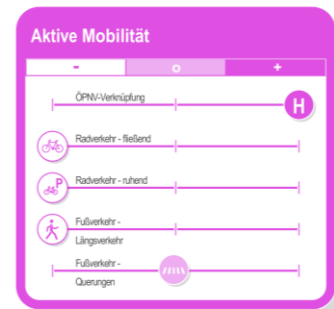 Aktive Mobilität
- o +
ÖPNV-Verknüpfung
H
Radverkehr - fließend
Radverkehr - ruhend
P
Fußverkehr -
Längsverkehr
Fußverkehr -
Querungen